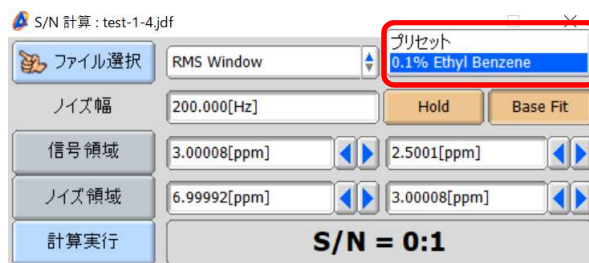 S/N 計算 : test-1-4.jdf
プリセット
ファイル選択 RMS Window 0.1% Ethyl Benzene
ノイズ幅 200.000[Hz] Hold Base Fit
信号領域 3.00008[ppm] 2.5001[ppm]
ノイズ領域 6.99992[ppm] 3.00008[ppm]
計算実行 S/N = 0:1